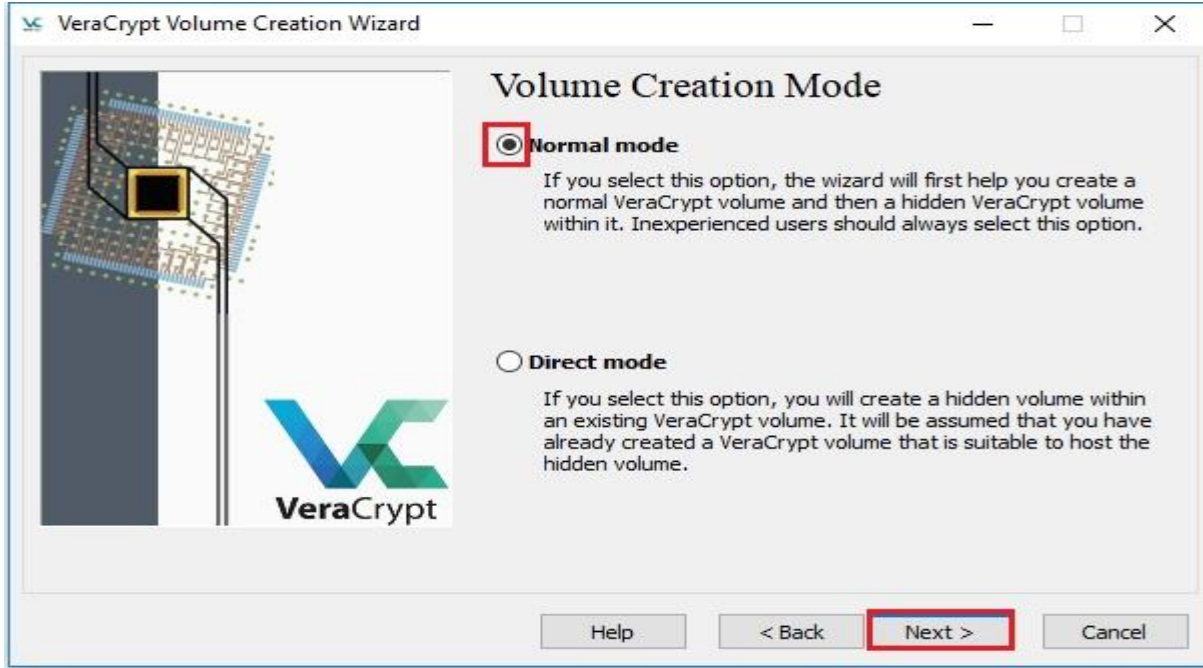 VeraCrypt Volume Creation Wizard
Volume Creation Mode
Normal mode
If you select this option, the wizard will first help you create a
normal VeraCrypt volume and then a hidden VeraCrypt volume
within it. Inexperienced users should always select this option.
Direct mode
If you select this option, you will create a hidden volume within
an existing VeraCrypt volume. It will be assumed that you have
already created a VeraCrypt volume that is suitable to host the
hidden volume.
VeraCrypt
Help
< Back
Next >
Cancel